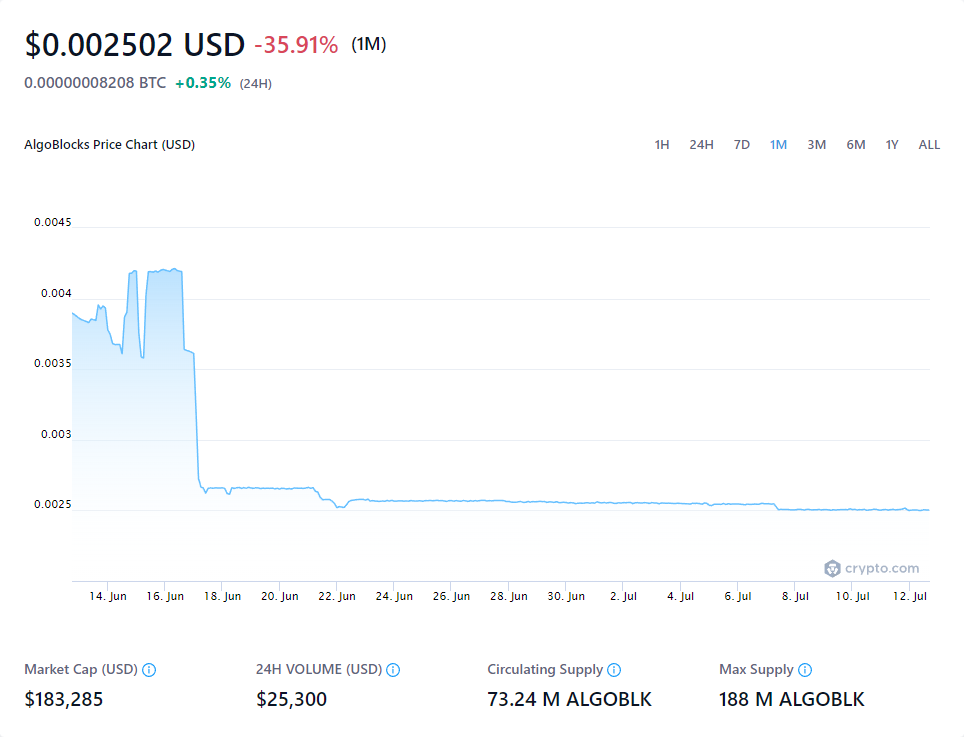 $0.002502 USD -35.91% (1M)
0.00000008208 BTC +0.35% (24H)
AlgoBlocks Price Chart (USD) 1H 24H 7D 1M 3M 6M 1Y ALL
0.0045
0.004
0.0035
0.003
0.0025
crypto.com
14. Jun 16. Jun 18. Jun 20. Jun 22. Jun 24. Jun 26. Jun 28. Jun 30. Jun 2. Jul 4. Jul 6. Jul 8. Jul 10. Jul 12. Jul
Market Cap (USD) 24H VOLUME (USD) Circulating Supply Max Supply
$183,285 $25,300 73.24 M ALGOBLK 188 M ALGOBLK